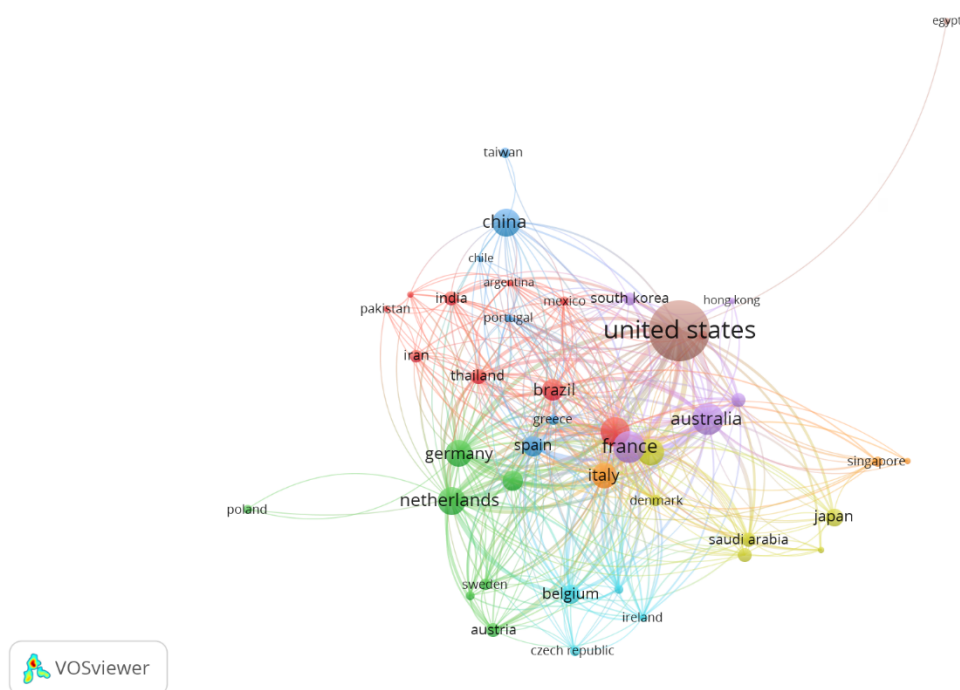 egypt
taiwan
china
chile
argentina
india
mexico
south korea
hong kong
pakistan
portugal
united states
iran
thailand
brazil
greece
australia
spain
france
germany
italy
singapore
netherlands
denmark
poland
japan
saudi arabia
sweden
belgium
ireland
austria
czech republic
VOSviewer